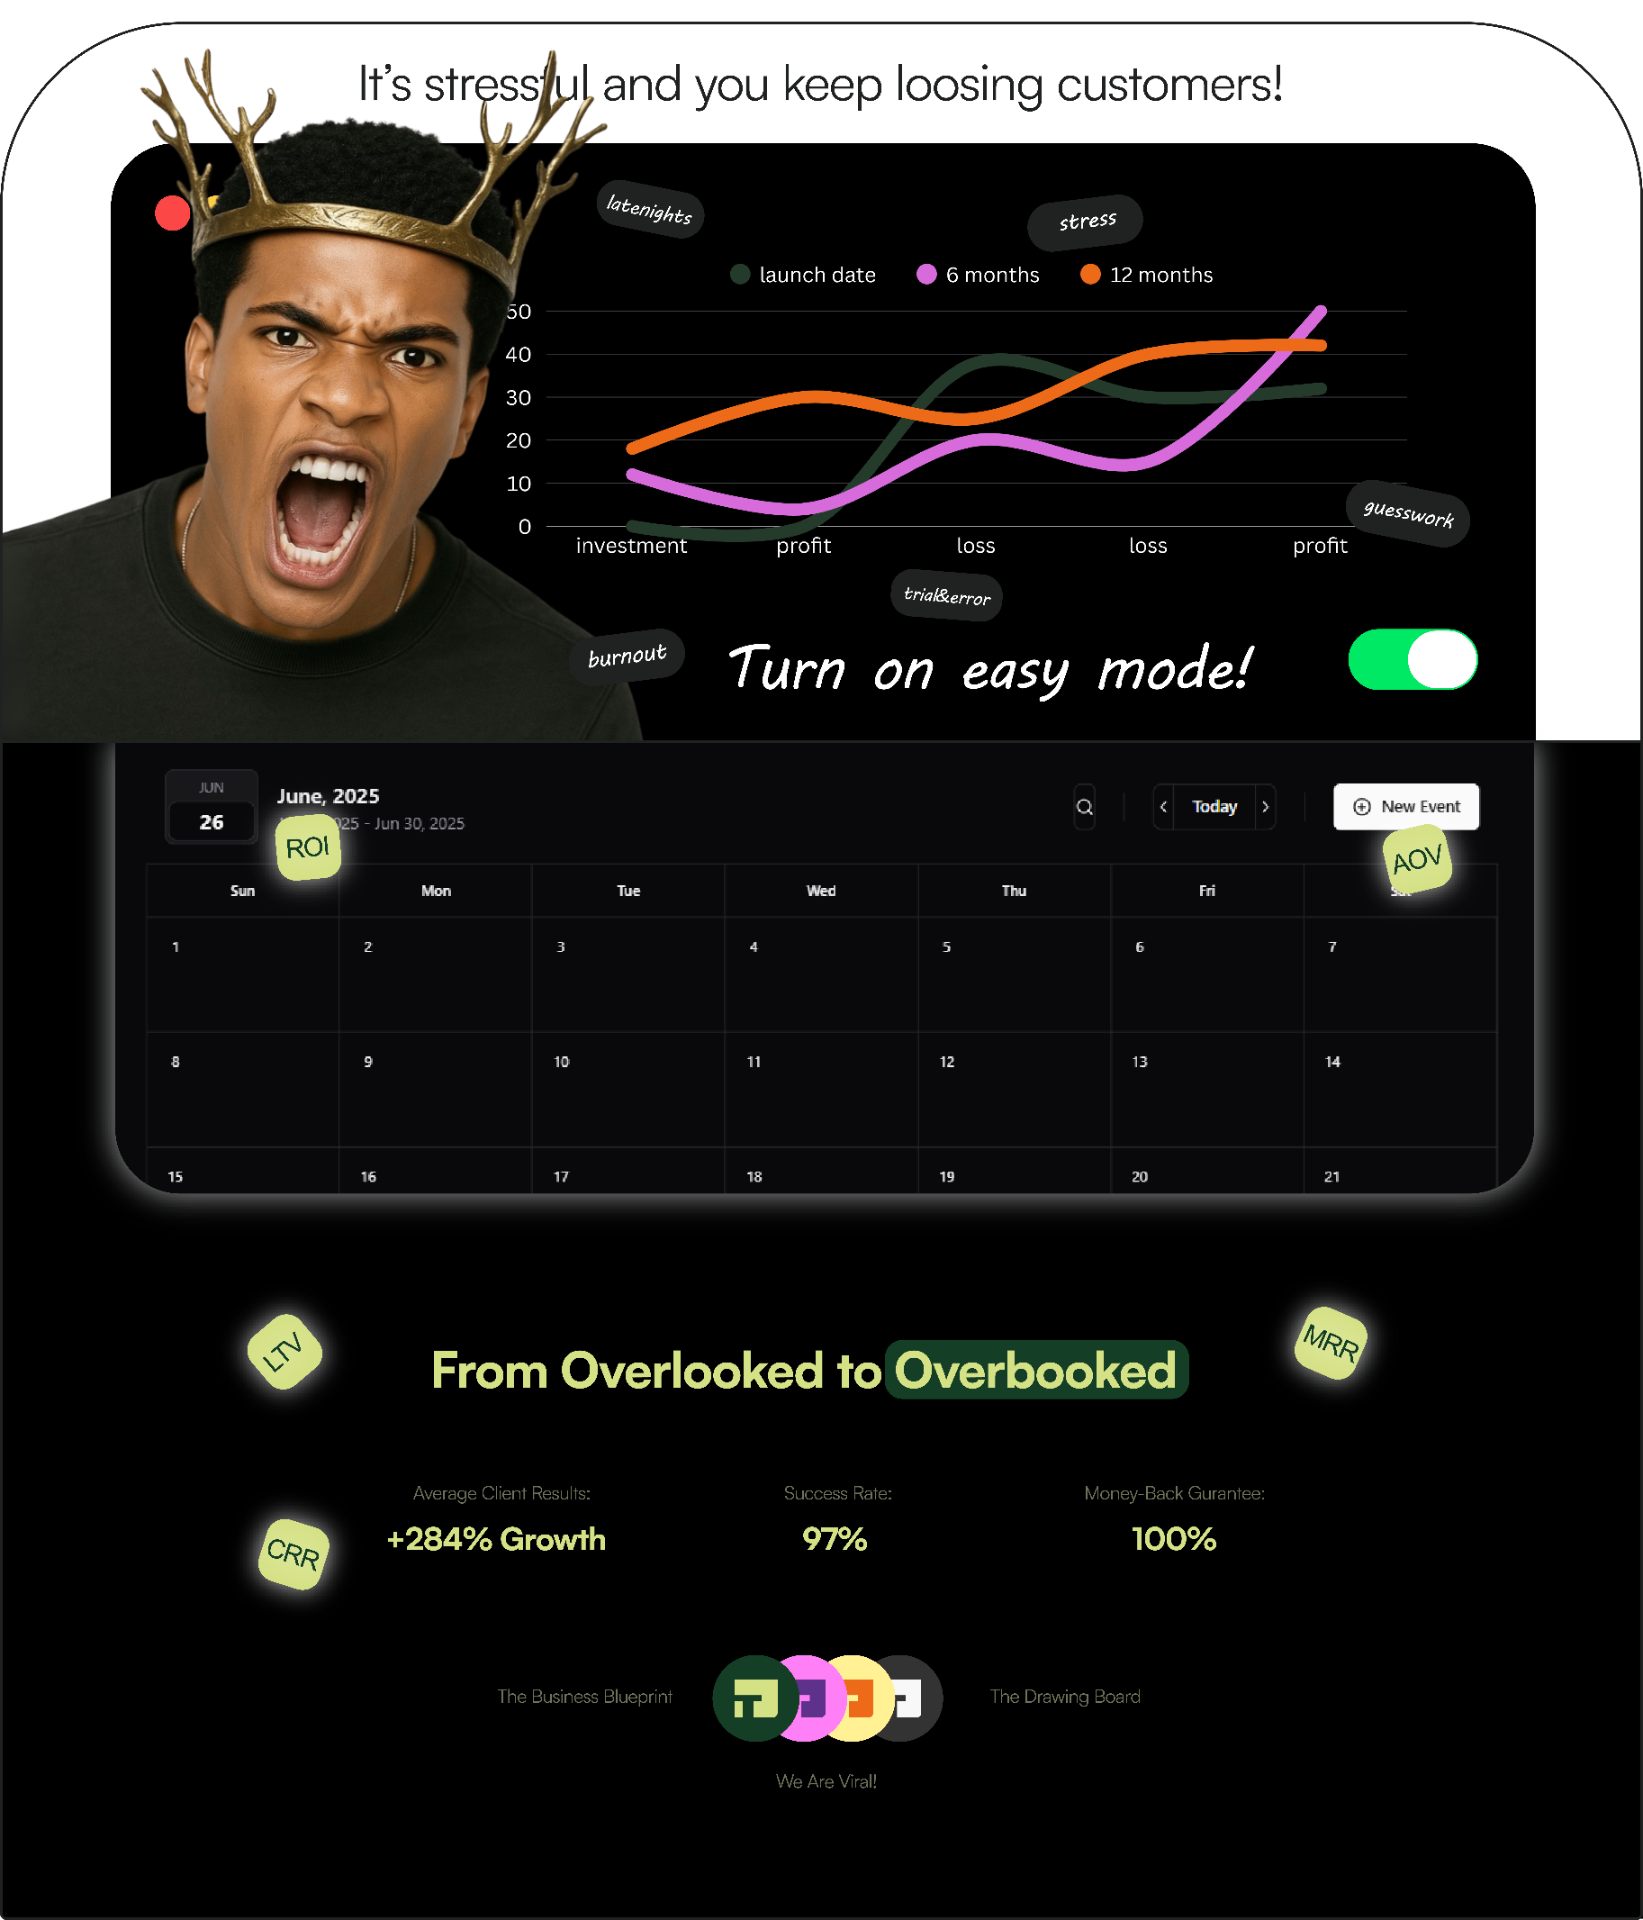 It's stressful and you keep loosing customers!
latenights
stress
launch date
6 months
12 months
50
40
30
20
10
0
investment
profit
loss
loss
profit
guesswork
trial&error
burnout
Turn on easy mode!
JUN
26
June, 2025
25 - Jun 30, 2025
Today
New Event
ROI
AOV
Sun
Mon
Tue
Wed
Thu
Fri
1
2
3
4
5
6
7
8
9
10
11
12
13
14
15
16
17
18
19
20
21
LTV
MRR
From Overlooked to Overbooked
Average Client Results:
Success Rate:
Money-Back Gurantee:
+284% Growth
97%
100%
CRR
The Business Blueprint
The Drawing Board
We Are Viral!